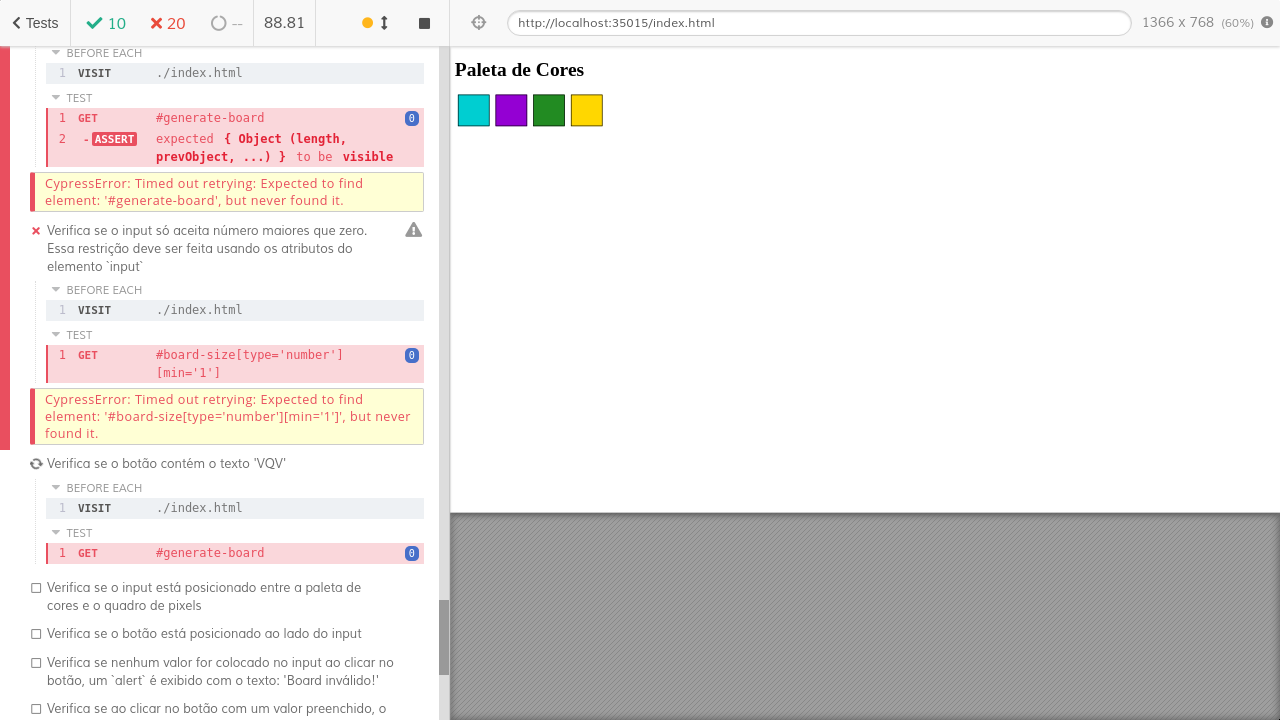 Tests 10 20 -- 88.81
http://localhost:35015/index.html 1366 x 768 (60%)
BEFORE EACH
1 VISIT ./index.html
TEST
1 GET #generate-board 0
2 -ASSERT expected { Object (length,
prevObject, ...) } to be visible
CypressError: Timed out retrying: Expected to find
element: '#generate-board', but never found it.
Verifica se o input só aceita número maiores que zero.
Essa restrição deve ser feita usando os atributos do
elemento `input`
BEFORE EACH
1 VISIT ./index.html
TEST
1 GET #board-size[type='number'] 0
[min='1']
CypressError: Timed out retrying: Expected to find
element: '#board-size[type='number'][min='1']', but never
found it.
Verifica se o botão contém o texto 'VQV'
BEFORE EACH
1 VISIT ./index.html
TEST
1 GET #generate-board 0
Verifica se o input está posicionado entre a paleta de
cores e o quadro de pixels
Verifica se o botão está posicionado ao lado do input
Verifica se nenhum valor for colocado no input ao clicar no
botão, um `alert` é exibido com o texto: 'Board inválido!'
Verifica se ao clicar no botão com um valor preenchido, o
Paleta de Cores